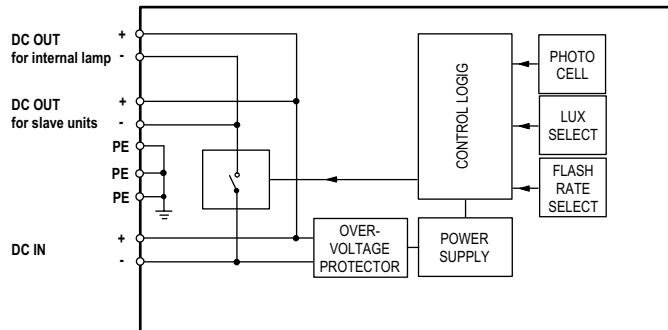 DC OUT
for internal lamp
+
-
DC OUT
for slave units
+
-
PE
PE
PE
DC IN
+
-
CONTROL LOGIG
PHOTO
CELL
LUX
SELECT
FLASH
RATE
SELECT
OVER-
VOLTAGE
PROTECTOR
POWER
SUPPLY